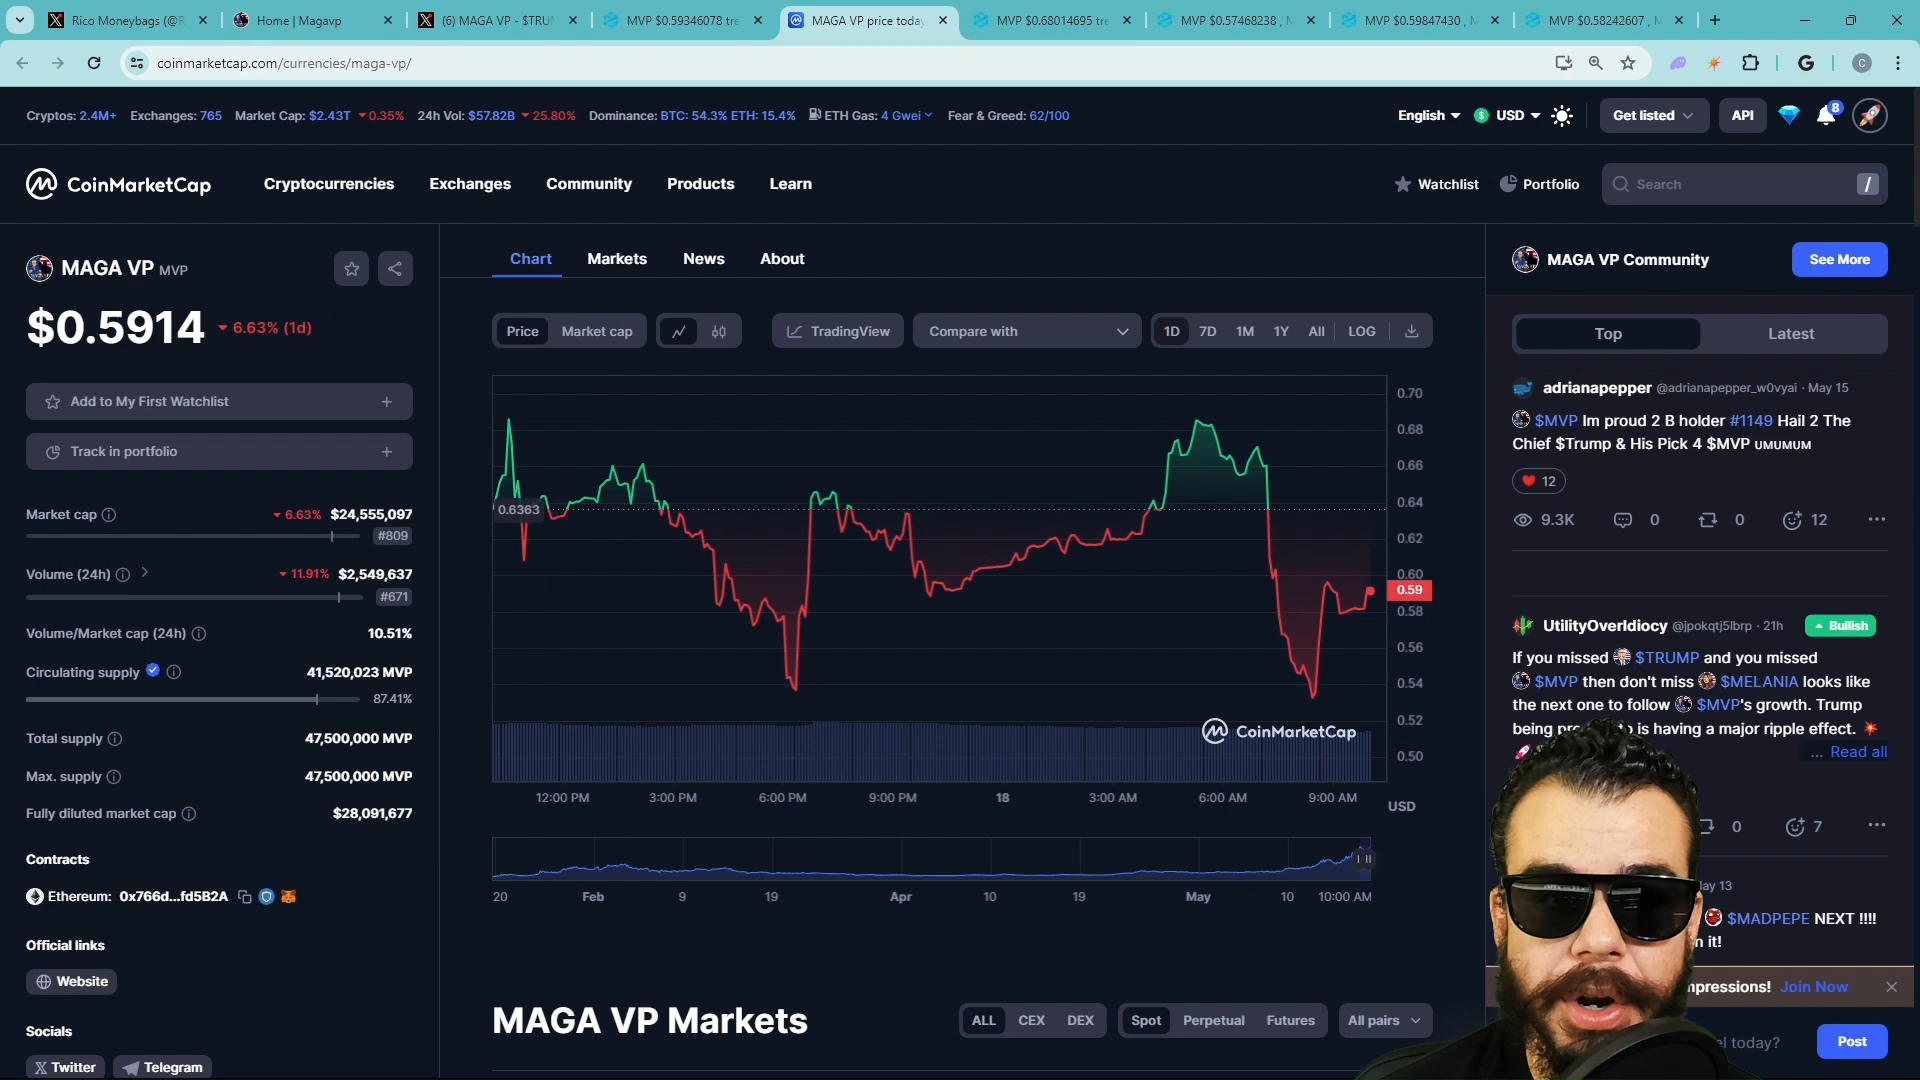 Rico Moneybags (@R
Home | Magavp
(6) MAGA VP - $TRUM
MVP $0.59346078 tre
MAGA VP price today
MVP $0.68014695 tre
MVP $0.57468238 , M
MVP $0.59847430 , M
MVP $0.58242607 , M
coinmarketcap.com/currencies/maga-vp/
G
C
Cryptos: 2.4M+ Exchanges: 765 Market Cap: $2.43T 0.35% 24h Vol: $57.82B 25.80% Dominance: BTC: 54.3% ETH: 15.4% ETH Gas: 4 Gwei Fear & Greed: 62/100
English
$ USD
Get listed
API
8
CoinMarketCap
Cryptocurrencies
Exchanges
Community
Products
Learn
Watchlist
Portfolio
Search
/
MAGA VP MVP
$0.5914 6.63% (1d)
Add to My First Watchlist +
Track in portfolio +
Market cap 6.63% $24,555,097
#809
Volume (24h) 11.91% $2,549,637
#671
Volume/Market cap (24h) 10.51%
Circulating supply 41,520,023 MVP
87.41%
Total supply 47,500,000 MVP
Max. supply 47,500,000 MVP
Fully diluted market cap $28,091,677
Contracts
Ethereum: 0x766d...fd5B2A
Official links
Website
Socials
Twitter
Telegram
Chart Markets News About
Price Market cap
TradingView
Compare with
1D 7D 1M 1Y All LOG
0.70
0.68
0.66
0.64
0.62
0.60
0.59
0.58
0.56
0.54
0.52
0.50
0.6363
CoinMarketCap
12:00 PM 3:00 PM 6:00 PM 9:00 PM 18 3:00 AM 6:00 AM 9:00 AM
USD
20 Feb 9 19 Apr 10 19 May 10 10:00 AM
MAGA VP Markets
ALL CEX DEX
Spot Perpetual Futures
All pairs
MAGA VP Community
See More
Top Latest
adrianapepper @adrianapepper_w0vyai · May 15
$MVP Im proud 2 B holder #1149 Hail 2 The
Chief $Trump & His Pick 4 $MVP UMUMUM
12
9.3K 0 0 12
UtilityOverIdiocy @jpokqtj5lbrp · 21h
Bullish
If you missed $TRUMP and you missed
$MVP then don't miss $MELANIA looks like
the next one to follow $MVP's growth. Trump
is having a major ripple effect.
... Read all
0 7
13
$MADPEPE NEXT !!!!
it!
Join Now
today?
Post